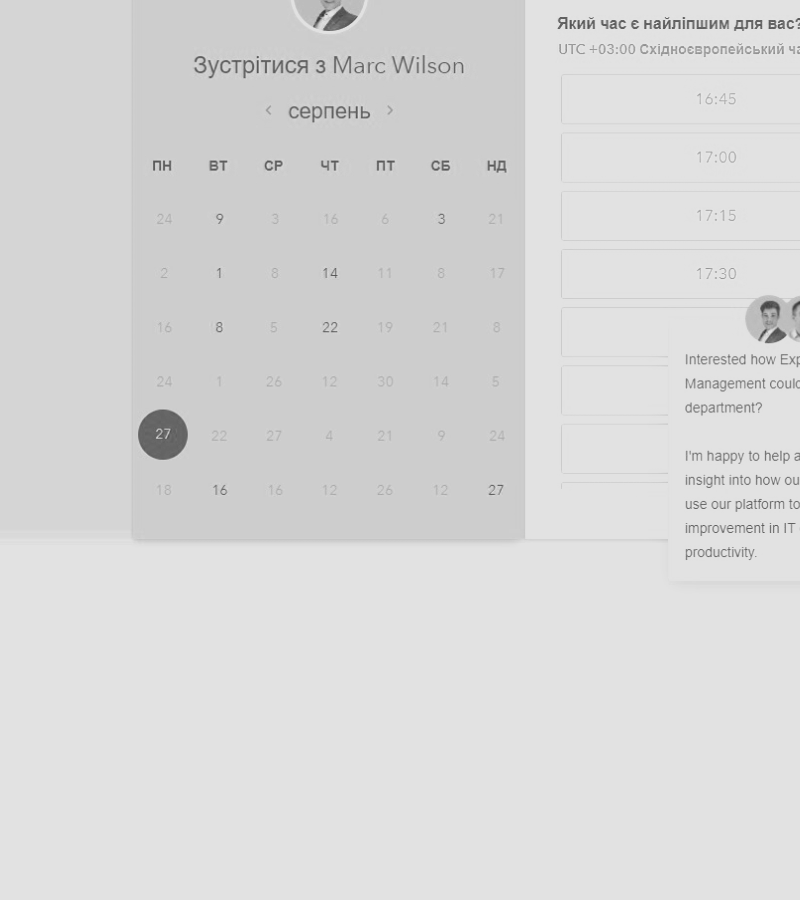 Зустрітися з Marc Wilson
серпень
ПН ВТ СР ЧТ ПТ СБ НД
24 9 3 16 6 3 21
2 1 8 14 11 8 17
16 8 5 22 19 21 8
24 1 26 12 30 14 5
27 22 27 4 21 9 24
18 16 16 12 26 12 27
Який час є найліпшим для вас?
UTC +03:00 Східноєвропейський
16:45
17:00
17:15
17:30
Interested how
Management
department?
I'm happy to help
insight into how
use our platform to
improvement in IT
productivity.